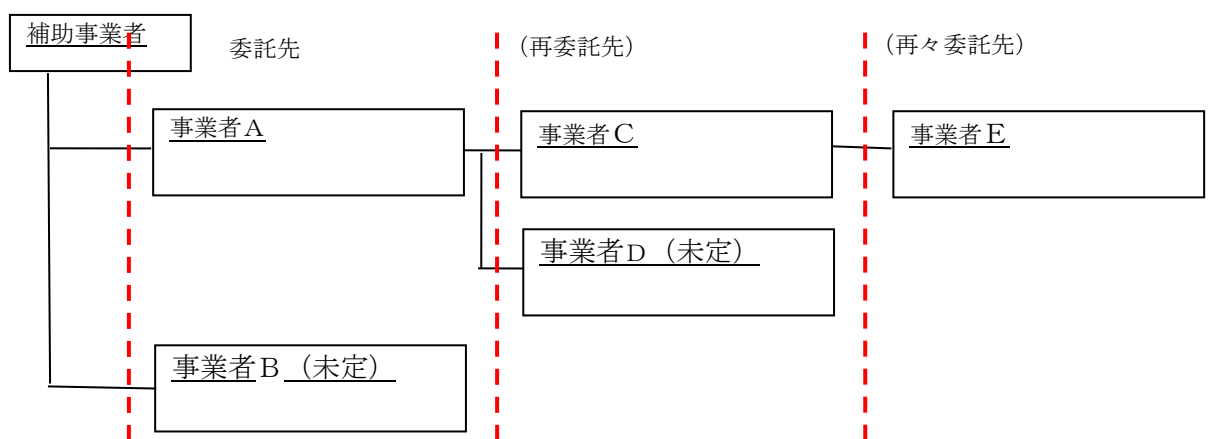 補助事業者
委託先
（再委託先）
（再々委託先）
事業者Ａ
事業者Ｃ
事業者Ｅ
事業者Ｄ（未定）
事業者Ｂ（未定）